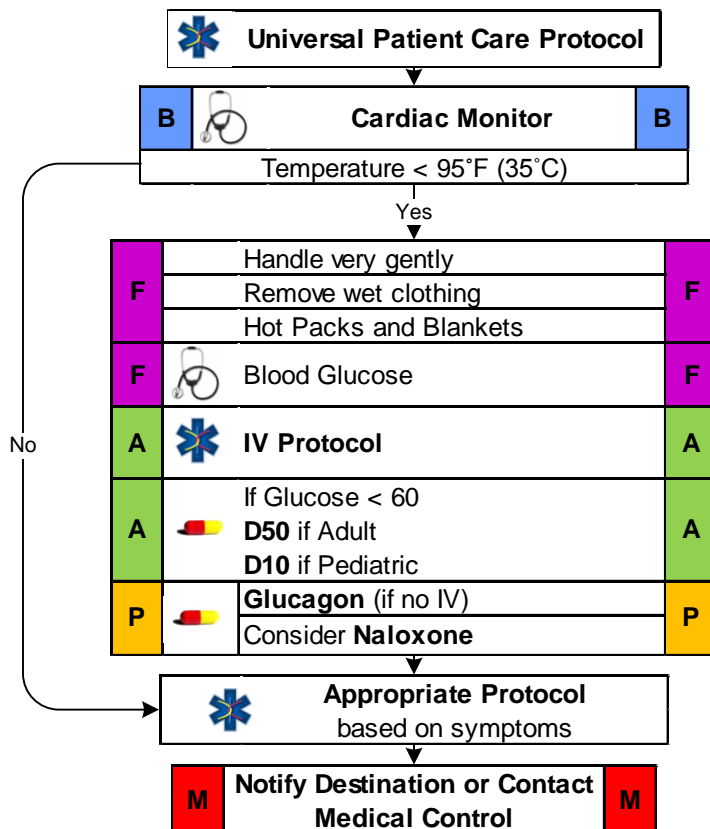 Universal Patient Care Protocol
B Cardiac Monitor B
Temperature < 95˚F (35˚C)
Yes
F Handle very gently F
Remove wet clothing
Hot Packs and Blankets
F Blood Glucose F
No
A IV Protocol A
If Glucose < 60
A D50 if Adult A
D10 if Pediatric
P Glucagon (if no IV) P
Consider Naloxone
Appropriate Protocol
based on symptoms
M Notify Destination or Contact M
Medical Control